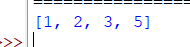 ================
[1, 2, 3, 5]
>>>